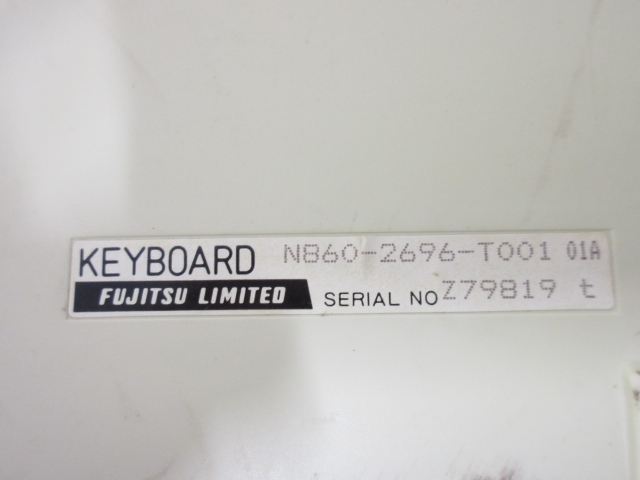 KEYBOARD N860-2696-T001 01A
FUJITSU LIMITED SERIAL NO Z79819 t